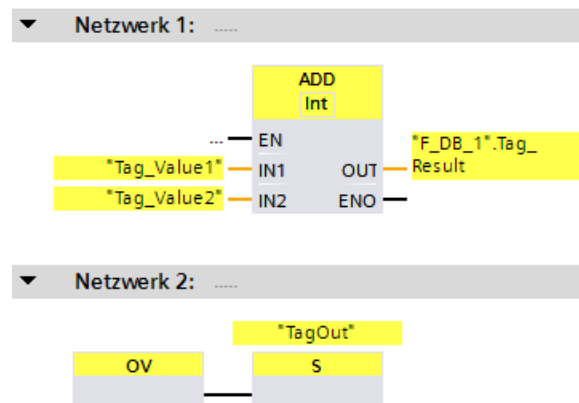 Netzwerk 1: .....
ADD
Int
... EN
"Tag_Value1" IN1 OUT "F_DB_1".Tag_
Result
"Tag_Value2" IN2 ENO
Netzwerk 2: .....
"TagOut"
OV S